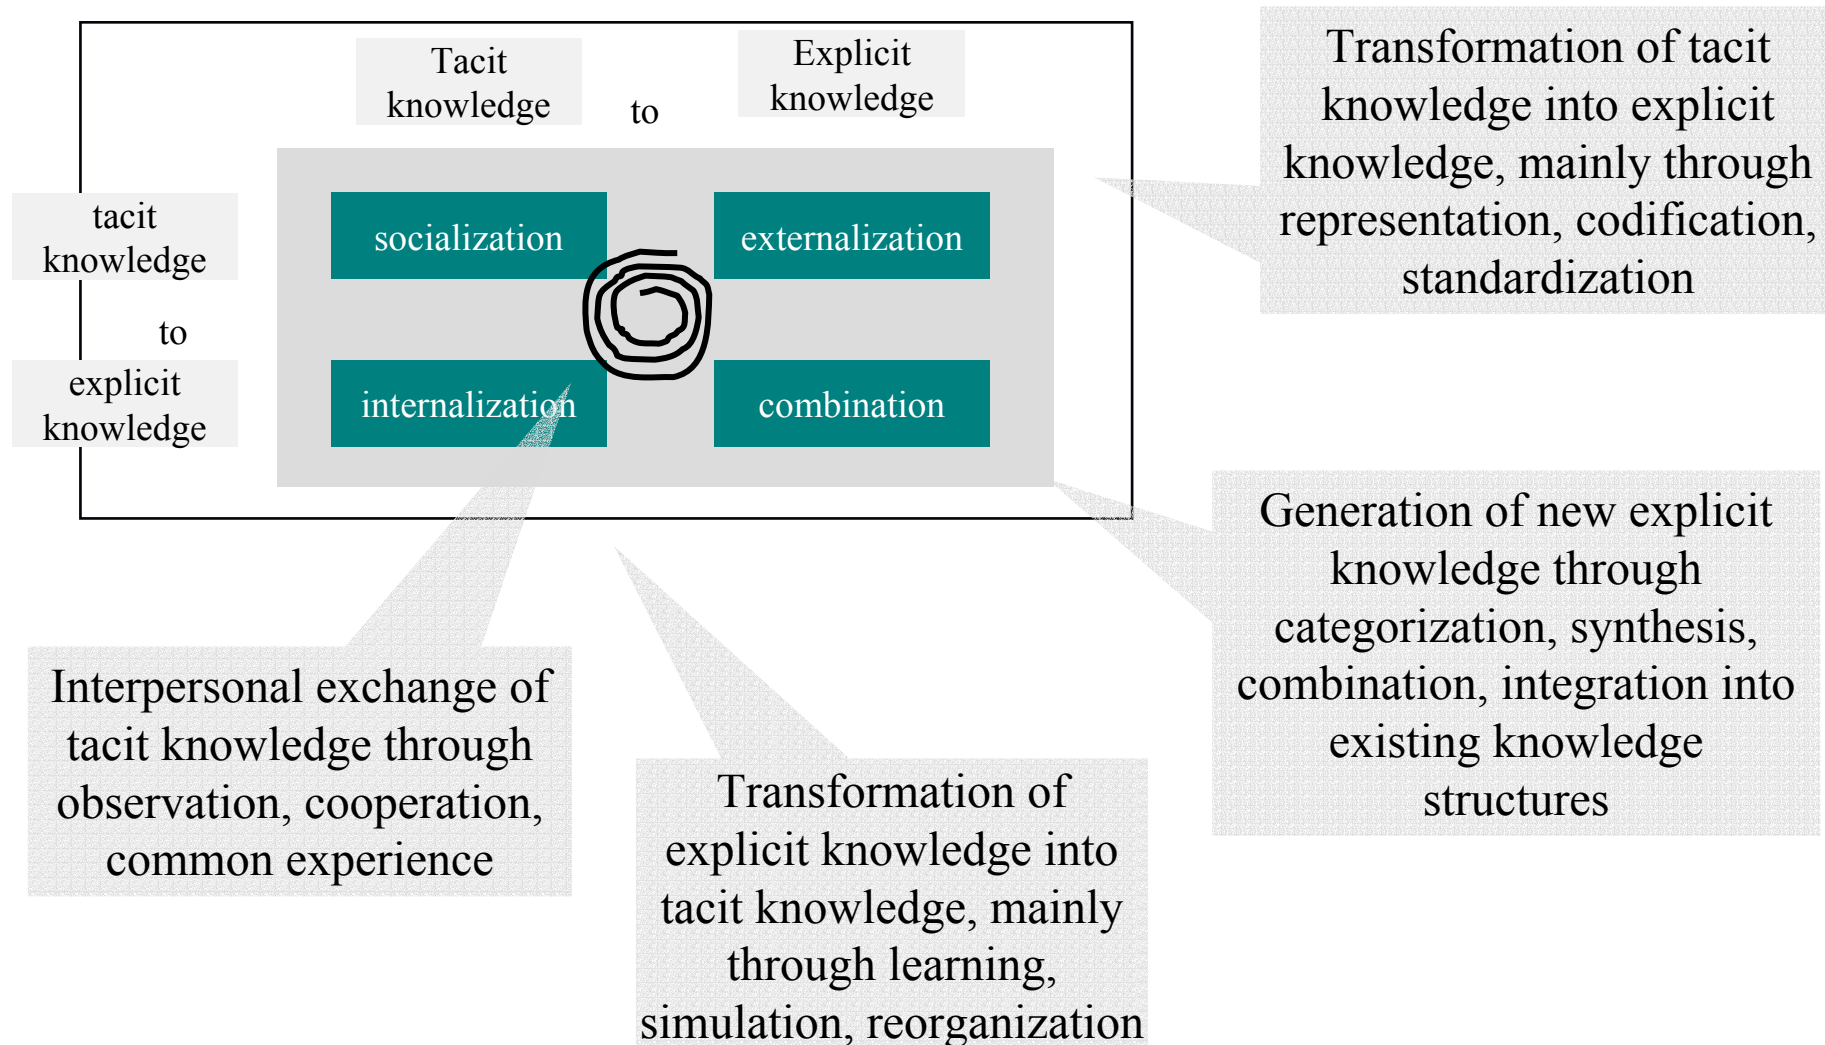 Tacit
knowledge
to
Explicit
knowledge
tacit
knowledge
to
explicit
knowledge
socialization
externalization
internalization
combination
Transformation of tacit
knowledge into explicit
knowledge, mainly through
representation, codification,
standardization
Generation of new explicit
knowledge through
categorization, synthesis,
combination, integration into
existing knowledge
structures
Interpersonal exchange of
tacit knowledge through
observation, cooperation,
common experience
Transformation of
explicit knowledge into
tacit knowledge, mainly
through learning,
simulation, reorganization